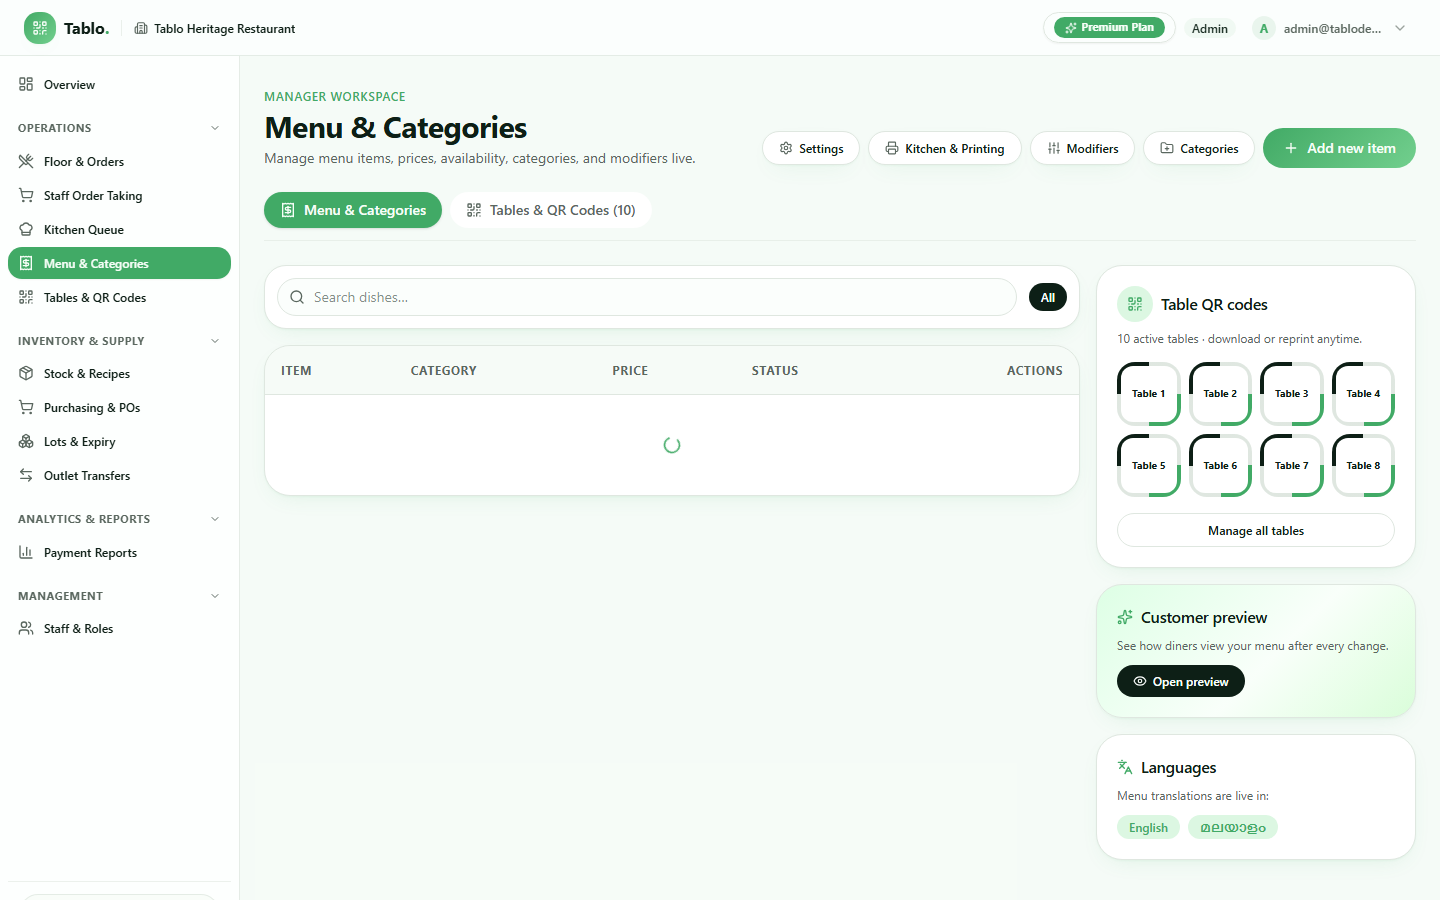 Tablo.
Tablo Heritage Restaurant
Premium Plan
Admin
A
admin@tablode...
Overview
OPERATIONS
Floor & Orders
Staff Order Taking
Kitchen Queue
Menu & Categories
Tables & QR Codes
INVENTORY & SUPPLY
Stock & Recipes
Purchasing & POs
Lots & Expiry
Outlet Transfers
ANALYTICS & REPORTS
Payment Reports
MANAGEMENT
Staff & Roles
MANAGER WORKSPACE
Menu & Categories
Manage menu items, prices, availability, categories, and modifiers live.
Settings
Kitchen & Printing
Modifiers
Categories
Add new item
Menu & Categories
Tables & QR Codes (10)
Search dishes...
All
ITEM CATEGORY PRICE STATUS ACTIONS
Table QR codes
10 active tables · download or reprint anytime.
Table 1 Table 2 Table 3 Table 4
Table 5 Table 6 Table 7 Table 8
Manage all tables
Customer preview
See how diners view your menu after every change.
Open preview
Languages
Menu translations are live in:
English മലയാളം